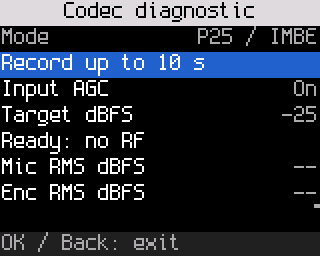 Codec diagnostic
Mode P25 / IMBE
Record up to 10 s
Input AGC On
Target dBFS -25
Ready: no RF
Mic RMS dBFS --
Enc RMS dBFS --
OK / Back: exit